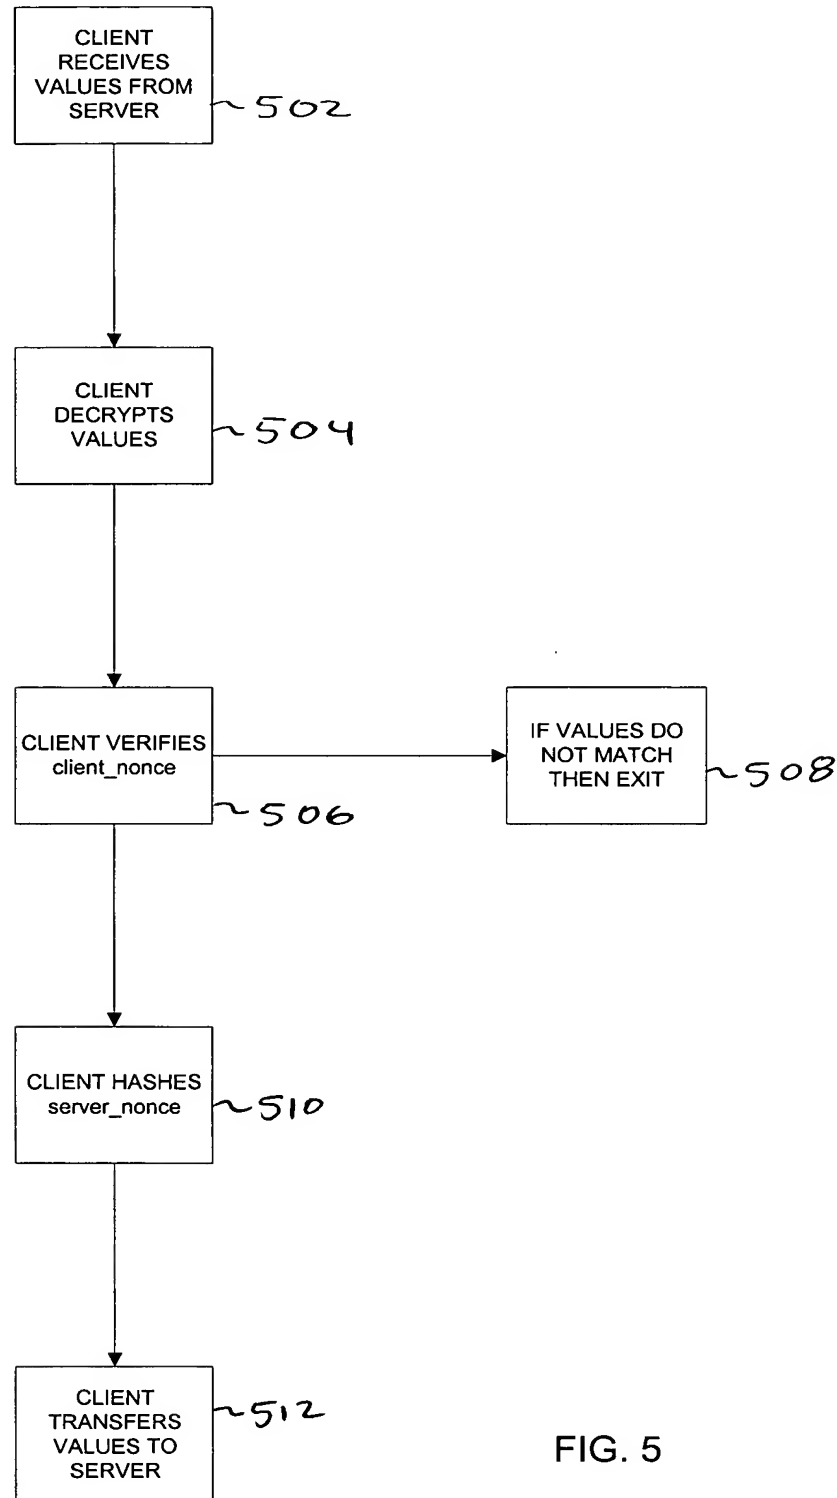 CLIENT
RECEIVES
VALUES FROM
SERVER
502
CLIENT
DECRYPTS
VALUES
504
CLIENT VERIFIES
client_nonce
506
IF VALUES DO
NOT MATCH
THEN EXIT
508
CLIENT HASHES
server_nonce
510
CLIENT
TRANSFERS
VALUES TO
SERVER
512
FIG. 5